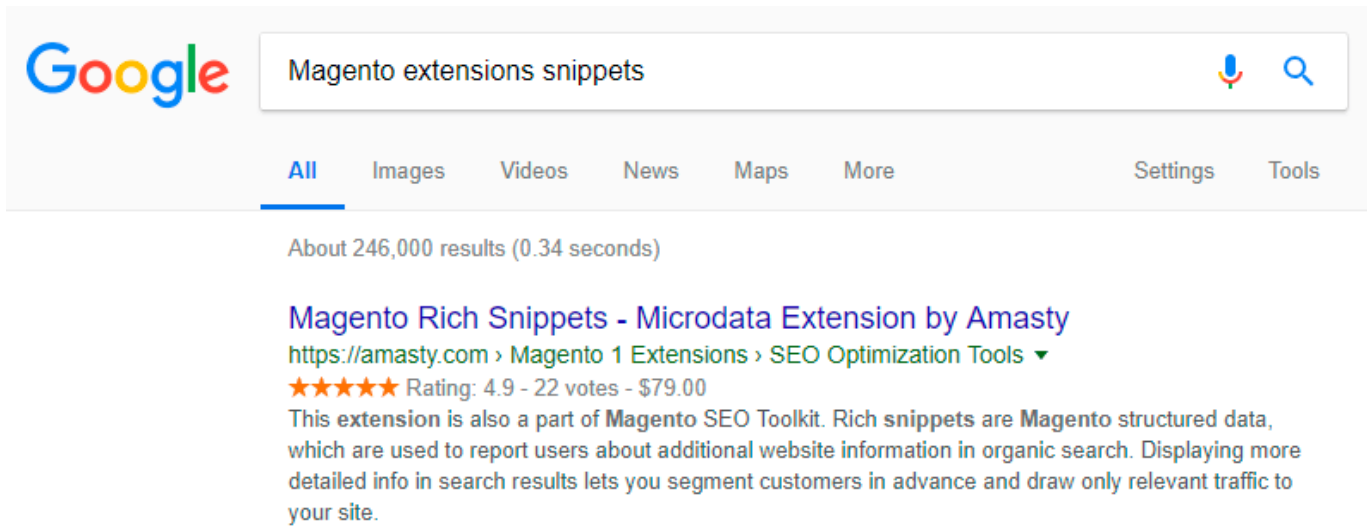 Google
Magento extensions snippets
All Images Videos News Maps More Settings Tools
About 246,000 results (0.34 seconds)
Magento Rich Snippets - Microdata Extension by Amasty
https://amasty.com › Magento 1 Extensions › SEO Optimization Tools
Rating: 4.9 - 22 votes - $79.00
This extension is also a part of Magento SEO Toolkit. Rich snippets are Magento structured data,
which are used to report users about additional website information in organic search. Displaying more
detailed info in search results lets you segment customers in advance and draw only relevant traffic to
your site.